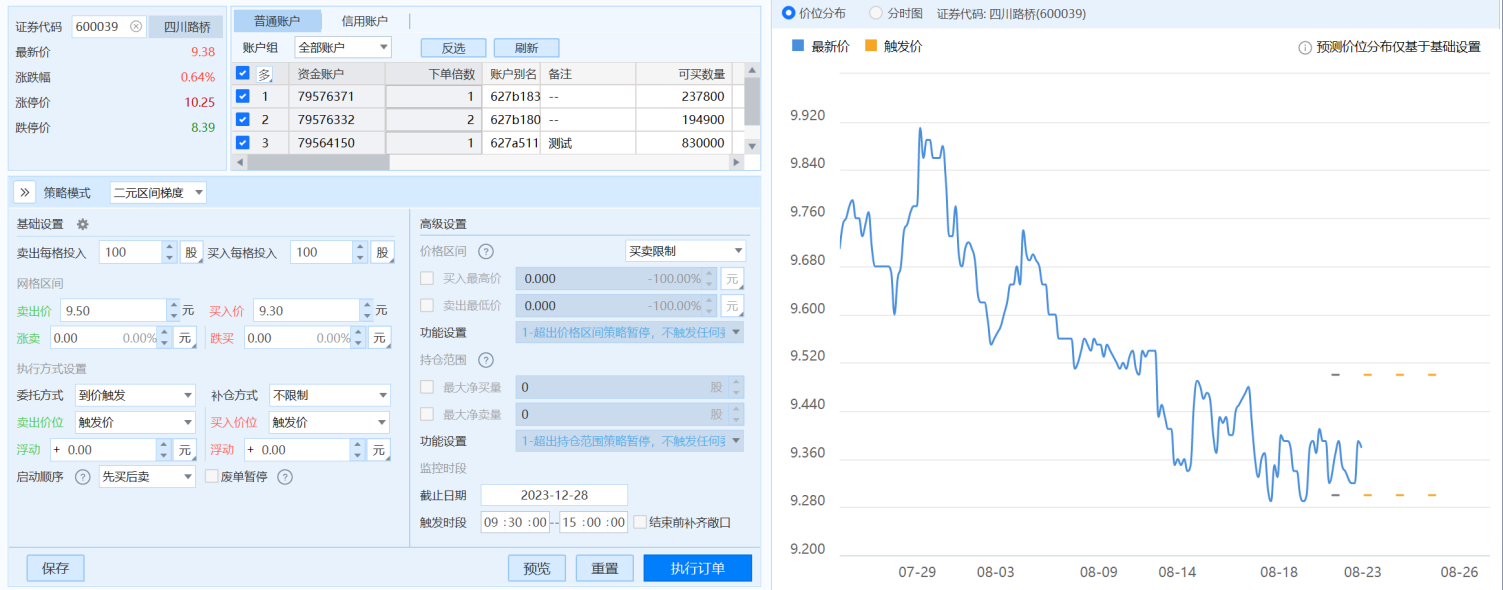 证券代码 600039 四川路桥
最新价 9.38
涨跌幅 0.64%
涨停价 10.25
跌停价 8.39
普通账户 信用账户
账户组 全部账户 反选 刷新
多 资金账户 下单倍数 账户别名 备注 可买数量
1 79576371 1 627b183 -- 237800
2 79576332 2 627b180 -- 194900
3 79564150 1 627a511 测试 830000
策略模式 二元区间梯度
基础设置
卖出每格投入 100 股 买入每格投入 100 股
网格区间
卖出价 9.50 元 买入价 9.30 元
涨卖 0.00 0.00% 元 跌买 0.00 0.00% 元
执行方式设置
委托方式 到价触发 补仓方式 不限制
卖出价位 触发价 买入价位 触发价
浮动 + 0.00 元 浮动 + 0.00 元
启动顺序 ? 先买后卖 废单暂停 ?
高级设置
价格区间 ? 买卖限制
买入最高价 0.000 -100.00% 元
卖出最低价 0.000 -100.00% 元
功能设置 1-超出价格区间策略暂停，不触发任何
持仓范围 ?
最大净买量 0 股
最大净卖量 0 股
功能设置 1-超出持仓范围策略暂停，不触发任何
监控时段
截止日期 2023-12-28
触发时段 09 :30 :00 -- 15 :00 :00 结束前补齐敞口
保存 预览 重置 执行订单
价位分布 分时图 证券代码: 四川路桥(600039)
最新价 触发价 预测价位分布仅基于基础设置
9.920
9.840
9.760
9.680
9.600
9.520
9.440
9.360
9.280
9.200
07-29 08-03 08-09 08-14 08-18 08-23 08-26